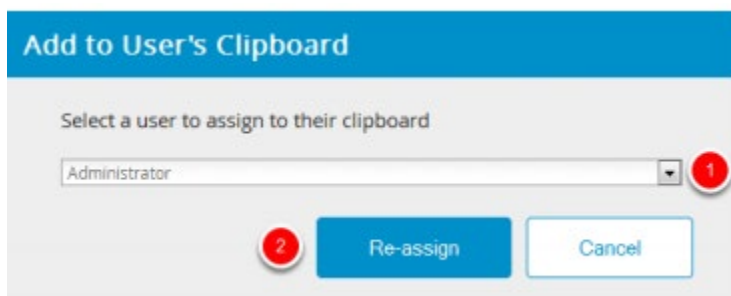 Add to User's Clipboard
Select a user to assign to their clipboard
Administrator
1
2
Re-assign
Cancel